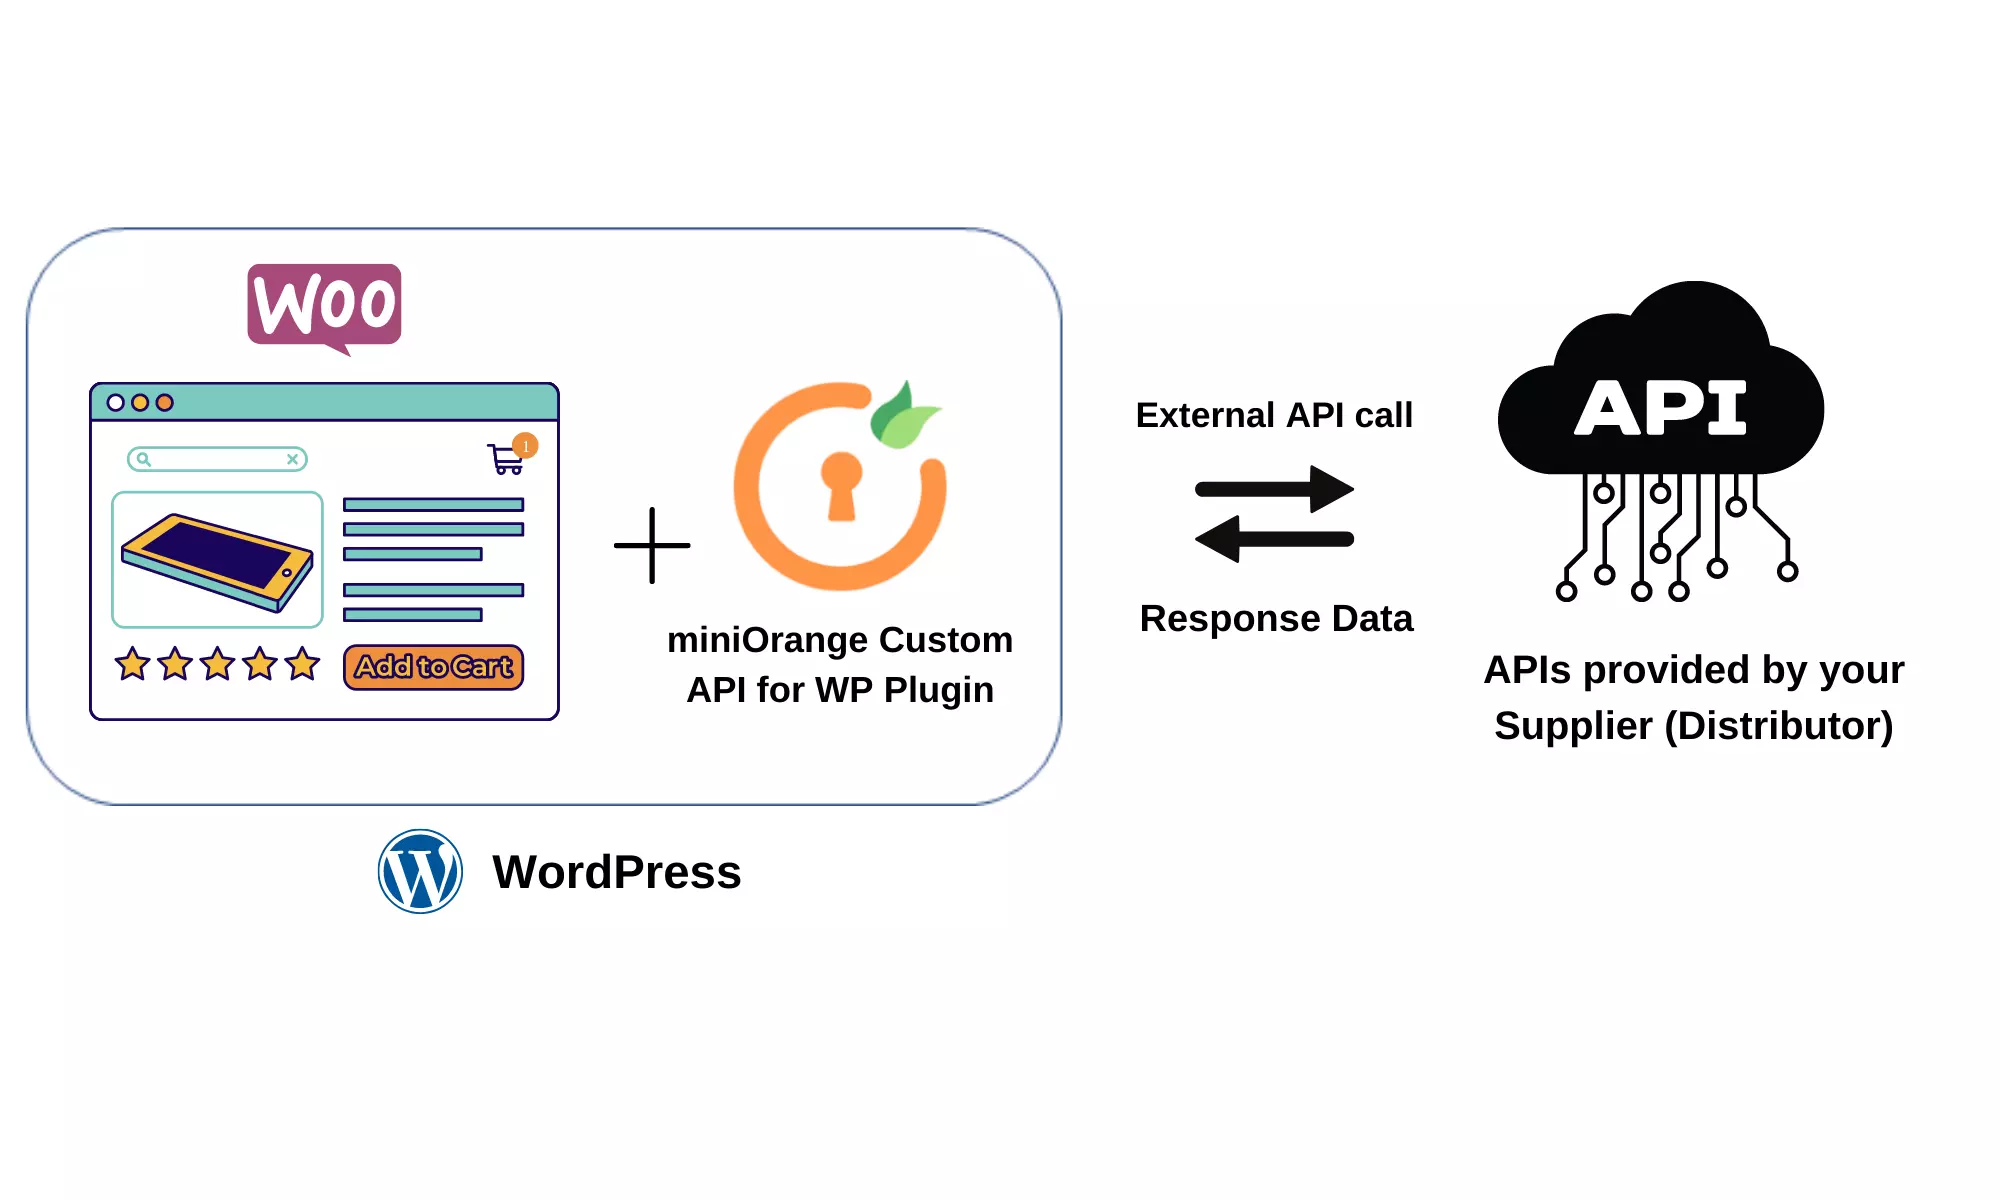 Woo
1
Add to Cart
miniOrange Custom
API for WP Plugin
WordPress
External API call
Response Data
API
APIs provided by your
Supplier (Distributor)